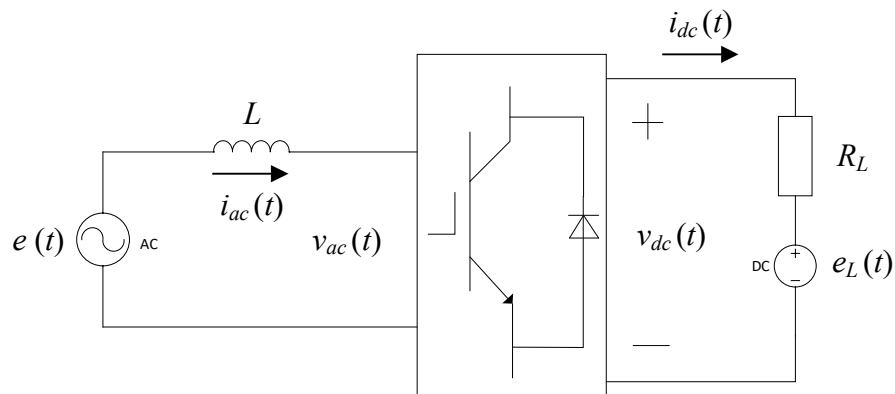 i_dc(t)
L
i_ac(t)
e(t)
AC
v_ac(t)
+
v_dc(t)
−
R_L
DC
+
−
e_L(t)